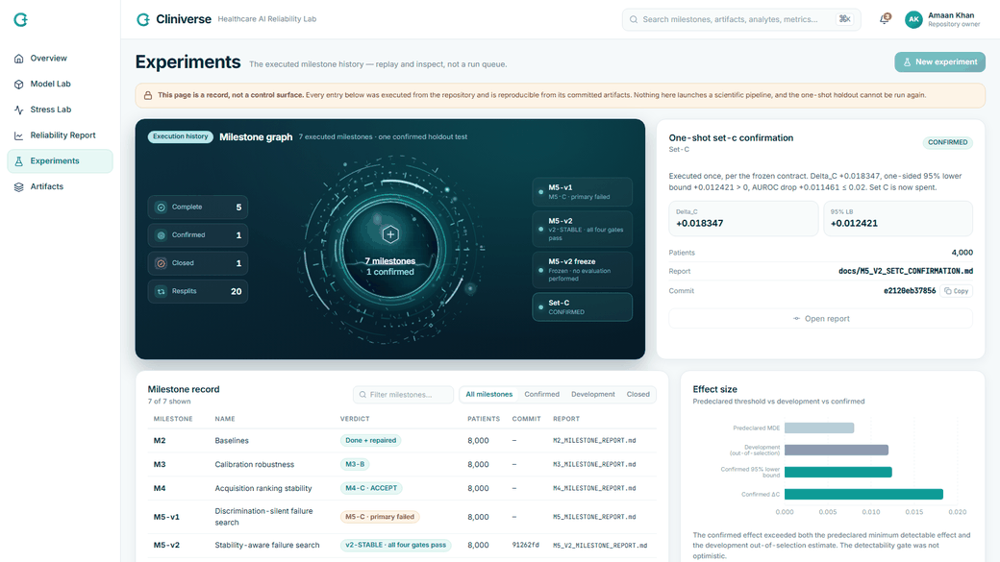 Cliniverse
Healthcare AI Reliability Lab
Search milestones, artifacts, analytes, metrics...
⌘K
3
AK
Amaan Khan
Repository owner
Overview
Model Lab
Stress Lab
Reliability Report
Experiments
Artifacts
Experiments
The executed milestone history — replay and inspect, not a run queue.
New experiment
This page is a record, not a control surface. Every entry below was executed from the repository and is reproducible from its committed artifacts. Nothing here launches a scientific pipeline, and the one-shot holdout cannot be run again.
Execution history
Milestone graph
7 executed milestones · one confirmed holdout test
Complete 5
Confirmed 1
Closed 1
Resplits 20
7 milestones
1 confirmed
M5-v1
M5-C · primary failed
M5-v2
v2-STABLE · all four gates
pass
M5-v2 freeze
Frozen · no evaluation
performed
Set-C
CONFIRMED
One-shot set-c confirmation
Set-C
CONFIRMED
Executed once, per the frozen contract. Delta_C +0.018347, one-sided 95% lower
bound +0.012421 > 0, AUROC drop +0.011461 ≤ 0.02. Set C is now spent.
Delta_C
+0.018347
95% LB
+0.012421
Patients 4,000
Report docs/M5_V2_SETC_CONFIRMATION.md
Commit e2120eb37856 Copy
Open report
Milestone record
7 of 7 shown
Filter milestones...
All milestones Confirmed Development Closed
MILESTONE NAME VERDICT PATIENTS COMMIT REPORT
M2 Baselines Done + repaired 8,000 – M2_MILESTONE_REPORT.md
M3 Calibration robustness M3-B 8,000 – M3_MILESTONE_REPORT.md
M4 Acquisition ranking stability M4-C · ACCEPT 8,000 – M4_MILESTONE_REPORT.md
M5-v1 Discrimination-silent failure
search M5-C · primary failed 8,000 – M5_MILESTONE_REPORT.md
M5-v2 Stability-aware failure search v2-STABLE · all four gates pass 8,000 91262fd M5_V2_MILESTONE_REPORT.md
Effect size
Predeclared threshold vs development vs confirmed
Predeclared MDE
Development
(out-of-selection)
Confirmed 95% lower
bound
Confirmed ΔC
0.000 0.005 0.010 0.015 0.020
The confirmed effect exceeded both the predeclared minimum detectable effect and
the development out-of-selection estimate. The detectability gate was not
optimistic.